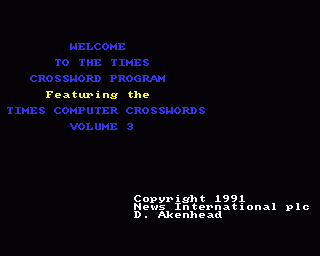 WELCOME
TO THE TIMES
CROSSWORD PROGRAM
Featuring the
TIMES COMPUTER CROSSWORDS
VOLUME 3
Copyright 1991
News International plc
D. Akenhead